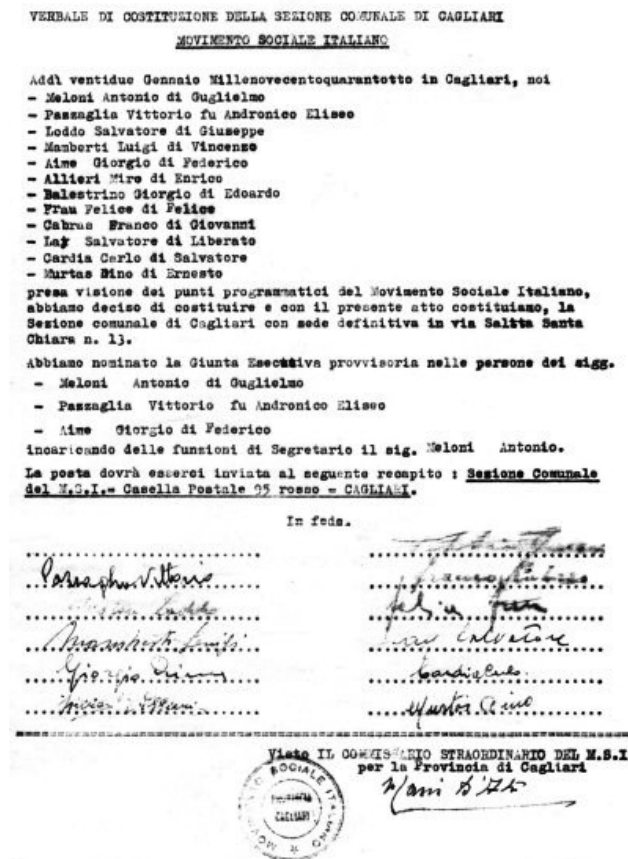 VERBALE DI COSTITUZIONE DELLA SEZIONE COMUNALE DI CAGLIARI
MOVIMENTO SOCIALE ITALIANO
Addì ventidue Gennaio Millenovecentoquarantotto in Cagliari, noi
- Meloni Antonio di Guglielmo
- Pazzaglia Vittorio fu Andronico Eliseo
- Loddo Salvatore di Giuseppe
- Mamberti Luigi di Vincenzo
- Aime Giorgio di Federico
- Allieri Miro di Enrico
- Balestrino Giorgio di Edoardo
- Frau Felice di Felice
- Cabras Franco di Giovanni
- Salvatore di Liberato
- Cardia Carlo di Salvatore
- Murtas Dino di Ernesto
presa visione dei punti programmatici del Movimento Sociale Italiano,
abbiamo deciso di costituire e con il presente atto costituiamo, la
Sezione comunale di Cagliari con sede definitiva in via Salita Santa
Chiara n. 13.
Abbiamo nominato la Giunta Esecutiva provvisoria nelle persone dei sigg.
- Meloni Antonio di Guglielmo
- Pazzaglia Vittorio fu Andronico Eliseo
- Aime Giorgio di Federico
incaricando delle funzioni di Segretario il sig. Meloni Antonio.
La posta dovrà esserci inviata al seguente recapito : Sezione Comunale
del M.S.I.- Casella Postale 95 rosso - CAGLIARI.
In fede.
Pazzaglia Vittorio
Loddo
Mamberti Luigi
Salvatore
Giorgio Aime
Cardia Carlo
Murtas Dino
Visto IL COMMISSARIO STRAORDINARIO DEL M.S.I
per la Provincia di Cagliari
MOVIMENTO SOCIALE ITALIANO
PROVINCIA
CAGLIARI